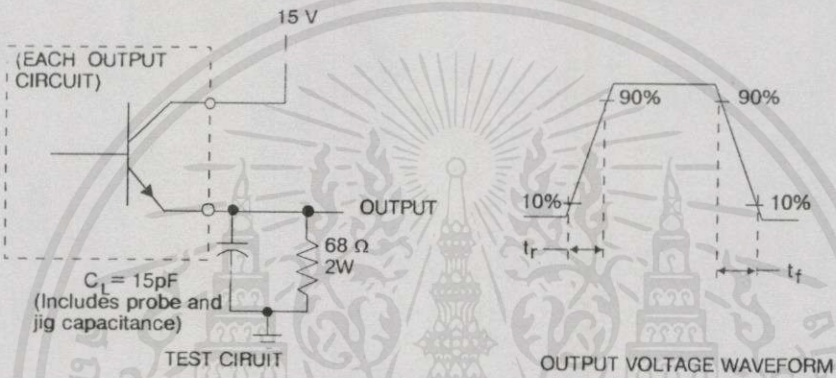 15 V
(EACH OUTPUT
CIRCUIT)
OUTPUT
68 Ω
2W
C_L = 15pF
(Includes probe and
jig capacitance)
TEST CIRUIT
90%
90%
10%
10%
t_r
t_f
OUTPUT VOLTAGE WAVEFORM